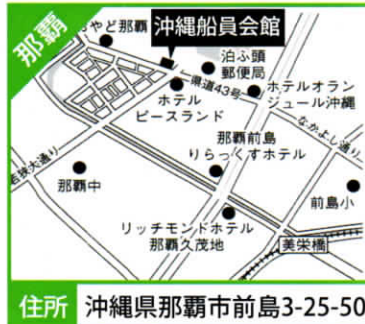 那覇
やど那覇
沖縄船員会館
泊ふ頭
郵便局
県道43号
ホテルオラン
ジュール沖縄
ホテル
ピースランド
なかよし通り
那覇前島
りらっくすホテル
若狭大通り
那覇中
前島小
リッチモンドホテル
那覇久茂地
美栄橋
住所 沖縄県那覇市前島3-25-50